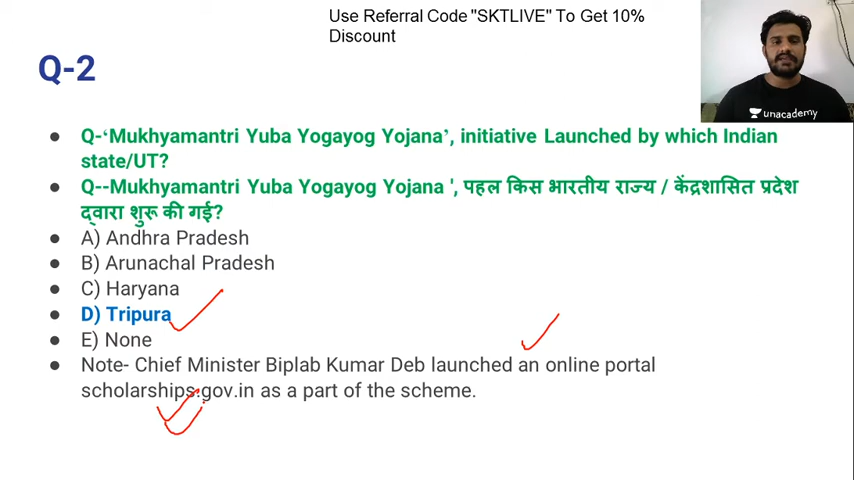 Use Referral Code "SKTLIVE" To Get 10%
Discount
Q-2
unacademy
Q-‘Mukhyamantri Yuba Yogayog Yojana’, initiative Launched by which Indian
state/UT?
Q--Mukhyamantri Yuba Yogayog Yojana ', पहल किस भारतीय राज्य / केंद्रशासित प्रदेश
द्वारा शुरू की गई?
A) Andhra Pradesh
B) Arunachal Pradesh
C) Haryana
D) Tripura
E) None
Note- Chief Minister Biplab Kumar Deb launched an online portal
scholarships.gov.in as a part of the scheme.